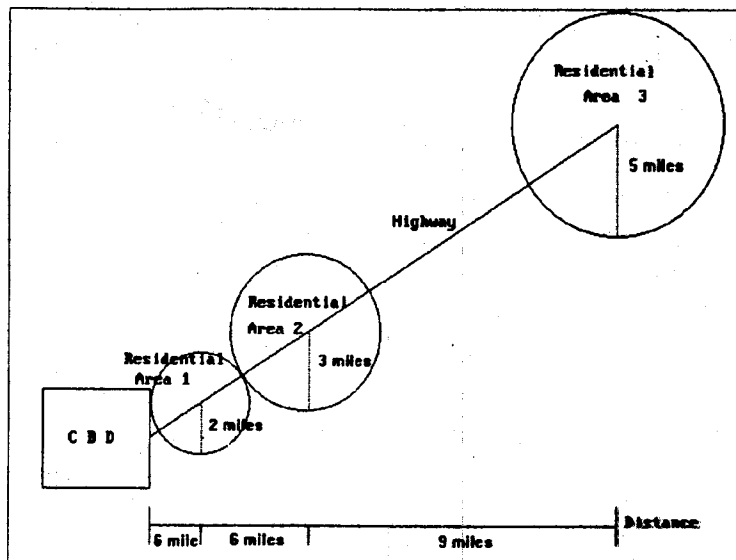 Residential
Area 3
5 miles
Highway
Residential
Area 2
3 miles
Residential
Area 1
2 miles
C B D
Distance
6 mile
6 miles
9 miles